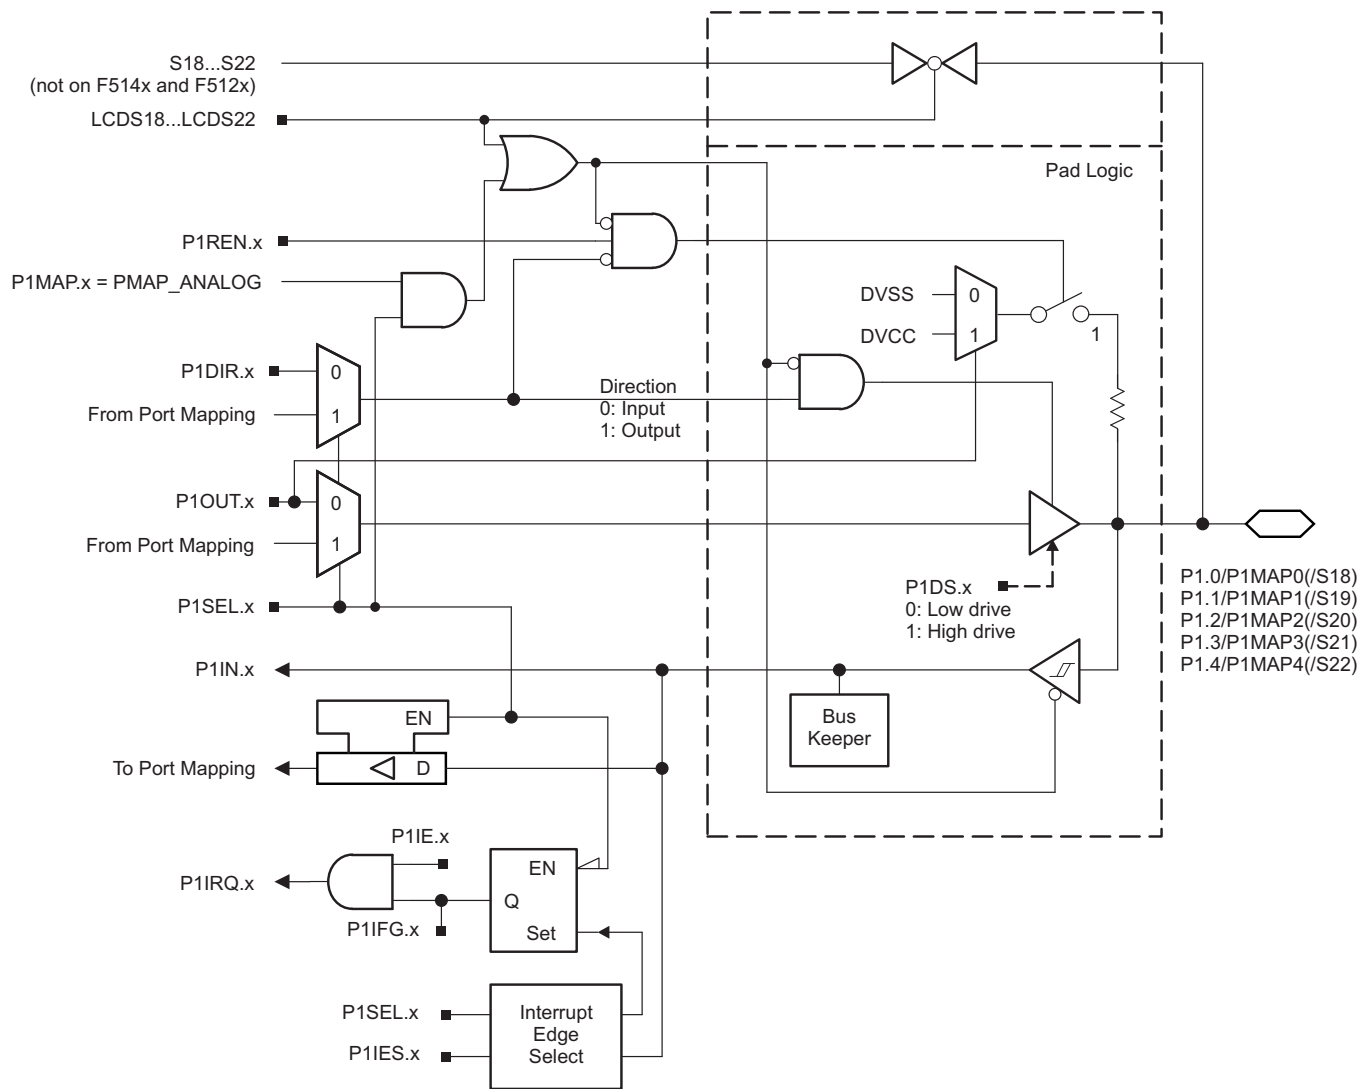 S18...S22
(not on F514x and F512x)
LCDS18...LCDS22
Pad Logic
P1REN.x
P1MAP.x = PMAP_ANALOG
DVSS
0
DVCC
1
1
P1DIR.x
0
From Port Mapping
1
Direction
0: Input
1: Output
P1OUT.x
0
From Port Mapping
1
P1SEL.x
P1DS.x
0: Low drive
1: High drive
P1.0/P1MAP0(/S18)
P1.1/P1MAP1(/S19)
P1.2/P1MAP2(/S20)
P1.3/P1MAP3(/S21)
P1.4/P1MAP4(/S22)
P1IN.x
EN
Bus
Keeper
To Port Mapping
D
P1IE.x
P1IRQ.x
EN
Q
P1IFG.x
Set
P1SEL.x
P1IES.x
Interrupt
Edge
Select